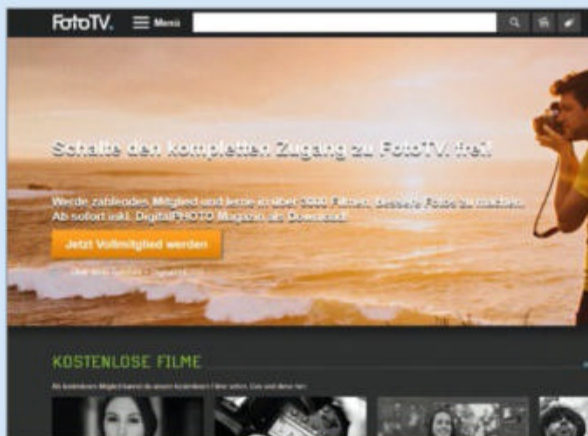 FotoTV. Menü
Schalte den kompletten Zugang zu FotoTV. frei!
Werde zahlendes Mitglied und lerne in über 3000 Filmen, bessere Fotos zu machen.
Ab sofort inkl. DigitalPHOTO Magazin als Download!
Jetzt Vollmitglied werden
KOSTENLOSE FILME